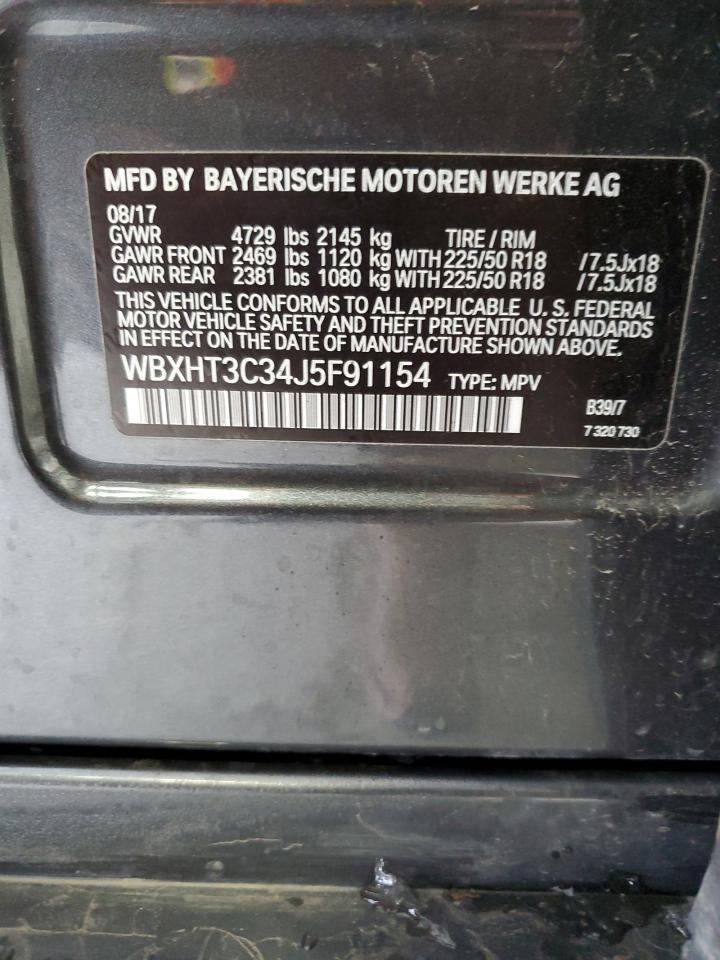 MFD BY BAYERISCHE MOTOREN WERKE AG
08/17
GVWR 4729 lbs 2145 kg TIRE / RIM
GAWR FRONT 2469 lbs 1120 kg WITH 225/50 R18 /7.5Jx18
GAWR REAR 2381 lbs 1080 kg WITH 225/50 R18 /7.5Jx18
THIS VEHICLE CONFORMS TO ALL APPLICABLE U. S. FEDERAL
MOTOR VEHICLE SAFETY AND THEFT PREVENTION STANDARDS
IN EFFECT ON THE DATE OF MANUFACTURE SHOWN ABOVE.
WBXHT3C34J5F91154 TYPE: MPV
B39/7
7 320 730